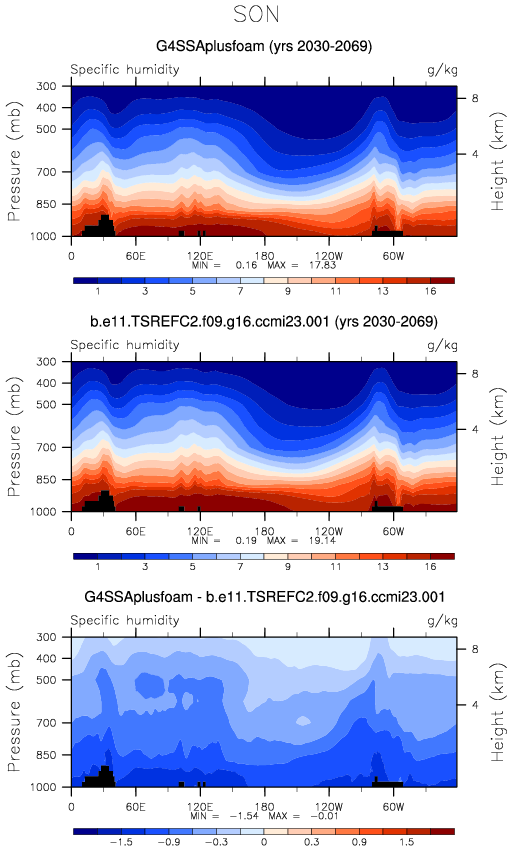 SON
G4SSAplusfoam (yrs 2030-2069)
Specific humidity g/kg
Pressure (mb)
300
400
500
700
850
1000
Height (km)
8
4
0 60E 120E 180 120W 60W
MIN = 0.16 MAX = 17.83
1 3 5 7 9 11 13 16
b.e11.TSREFC2.f09.g16.ccmi23.001 (yrs 2030-2069)
Specific humidity g/kg
Pressure (mb)
300
400
500
700
850
1000
Height (km)
8
4
0 60E 120E 180 120W 60W
MIN = 0.19 MAX = 19.14
1 3 5 7 9 11 13 16
G4SSAplusfoam - b.e11.TSREFC2.f09.g16.ccmi23.001
Specific humidity g/kg
Pressure (mb)
300
400
500
700
850
1000
Height (km)
8
4
0 60E 120E 180 120W 60W
MIN = -1.54 MAX = -0.01
-1.5 -0.9 -0.3 0 0.3 0.9 1.5